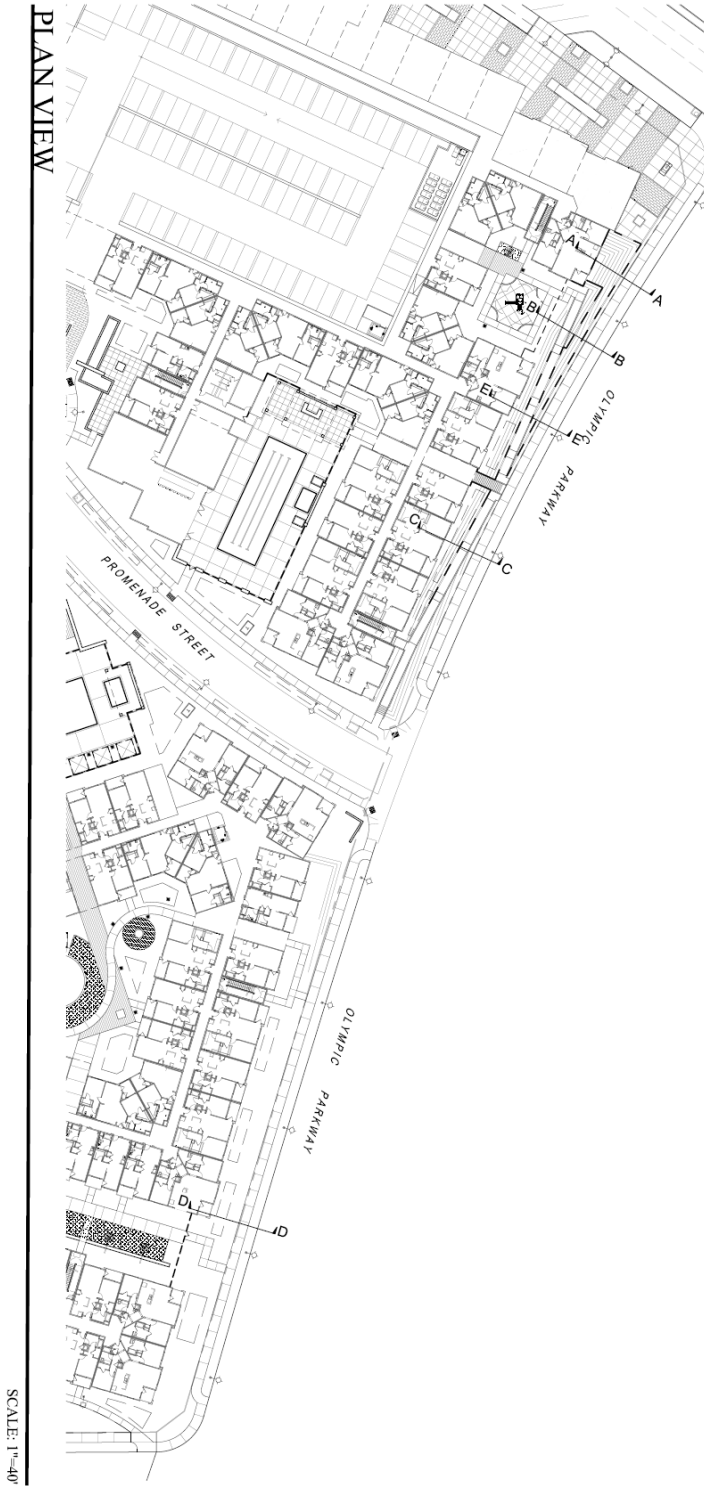 PLAN VIEW
A
A
B
B
OLYMPIC PARKWAY
E
E
C
C
PROMENADE STREET
OLYMPIC PARKWAY
D
D
SCALE: 1"=40'